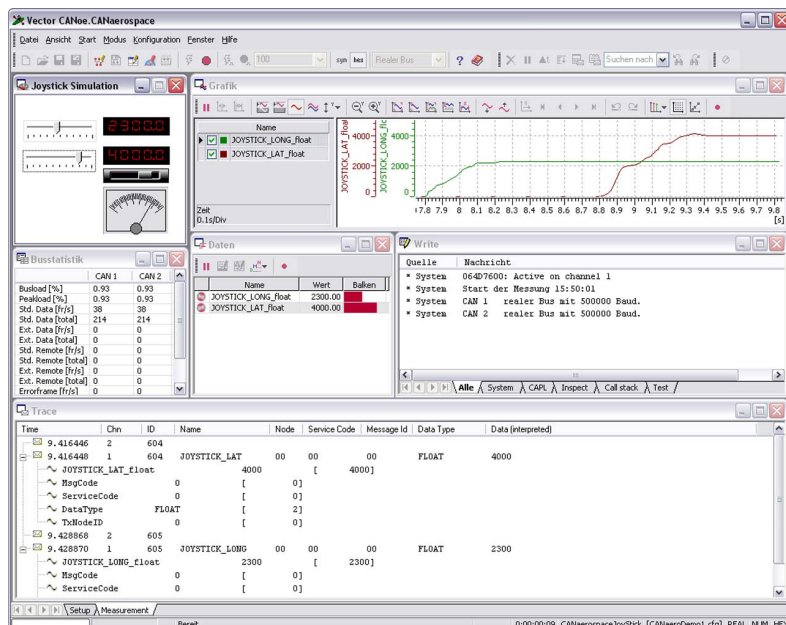 Vector CANoe.CANaerospace
Datei Ansicht Start Modus Konfiguration Fenster Hilfe
100 sym hex Realer Bus Suchen nach
Joystick Simulation
2300.0
4000.0
Grafik
Name
JOYSTICK_LONG_float
JOYSTICK_LAT_float
Zeit
0.1s/Div
JOYSTICK_LAT_float
4000
2000
0
JOYSTICK_LONG_flc
4000
2000
0
17.8 7.9 8 8.1 8.2 8.3 8.4 8.5 8.6 8.7 8.8 8.9 9 9.1 9.2 9.3 9.4 9.5 9.6 9.7 9.8
[s]
Busstatistik
CAN 1 CAN 2
Busload [%] 0.93 0.93
Peakload [%] 0.93 0.93
Std. Data [fr/s] 38 38
Std. Data [total] 214 214
Ext. Data [fr/s] 0 0
Ext. Data [total] 0 0
Std. Remote [fr/s] 0 0
Std. Remote [total] 0 0
Ext. Remote [fr/s] 0 0
Ext. Remote [total] 0 0
Errorframe [fr/s] 0 0
Daten
Name Wert Balken
JOYSTICK_LONG_float 2300.00
JOYSTICK_LAT_float 4000.00
Write
Quelle Nachricht
* System 064D7600: Active on channel 1
* System Start der Messung 15:50:01
* System CAN 1 realer Bus mit 500000 Baud.
* System CAN 2 realer Bus mit 500000 Baud.
Alle System CAPL Inspect Call stack Test
Trace
Time Chn ID Name Node Service Code Message Id Data Type Data (interpreted)
9.416446 2 604
9.416448 1 604 JOYSTICK_LAT 00 00 00 FLOAT 4000
JOYSTICK_LAT_float 4000 [ 4000]
MsgCode 0 [ 0]
ServiceCode 0 [ 0]
DataType FLOAT [ 2]
TxNodeID 0 [ 0]
9.428868 2 605
9.428870 1 605 JOYSTICK_LONG 00 00 00 FLOAT 2300
JOYSTICK_LONG_float 2300 [ 2300]
MsgCode 0 [ 0]
ServiceCode 0 [ 0]
Setup Measurement
Bereit 0:00:00:09 CANaerospaceJoyStick [CANaeroDemo1.cfg] REAL NUM HEX